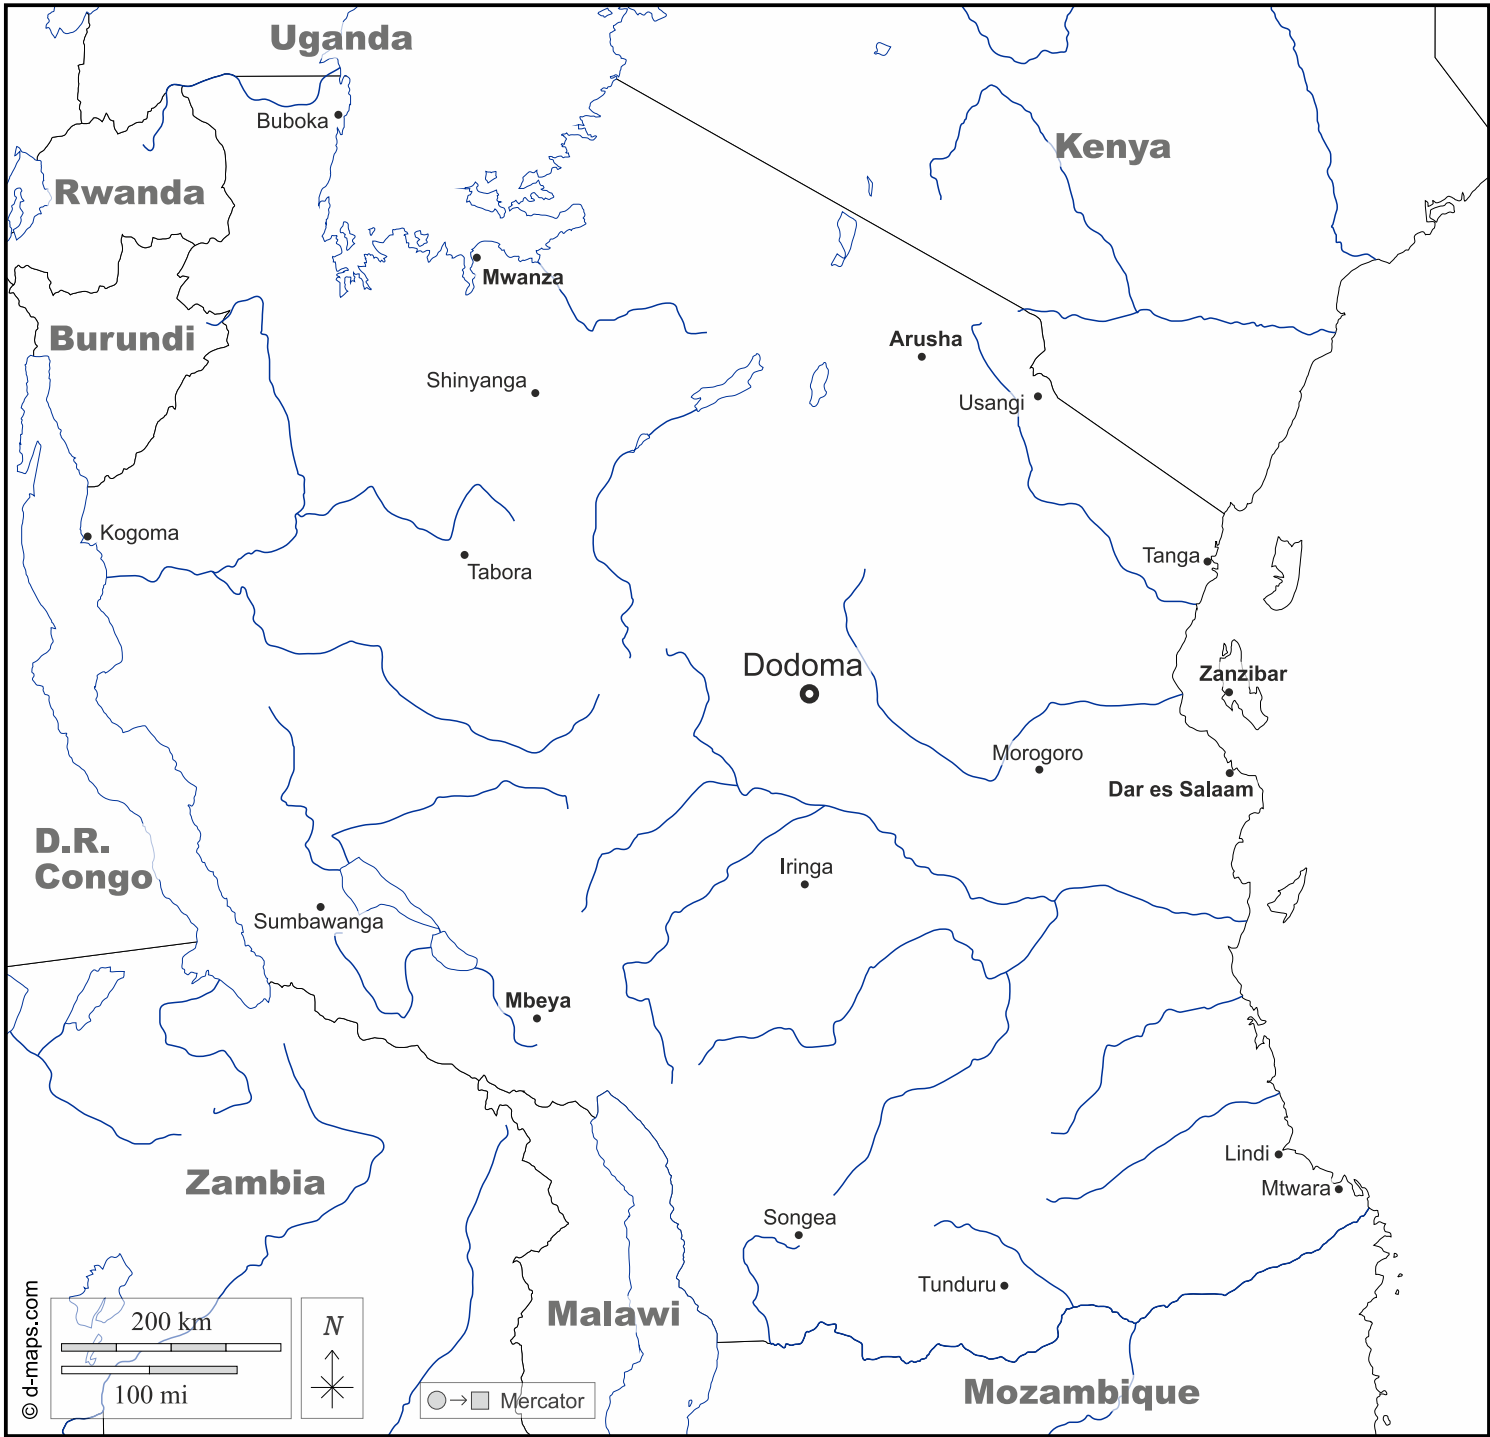 Uganda
Buboka
Kenya
Rwanda
Mwanza
Burundi
Arusha
Shinyanga
Usangi
Kogoma
Tabora
Tanga
Dodoma
Zanzibar
Morogoro
Dar es Salaam
D.R.
Congo
Iringa
Sumbawanga
Mbeya
Zambia
Lindi
Mtwara
Songea
Tunduru
Malawi
Mozambique
200 km
100 mi
N
Mercator
© d-maps.com